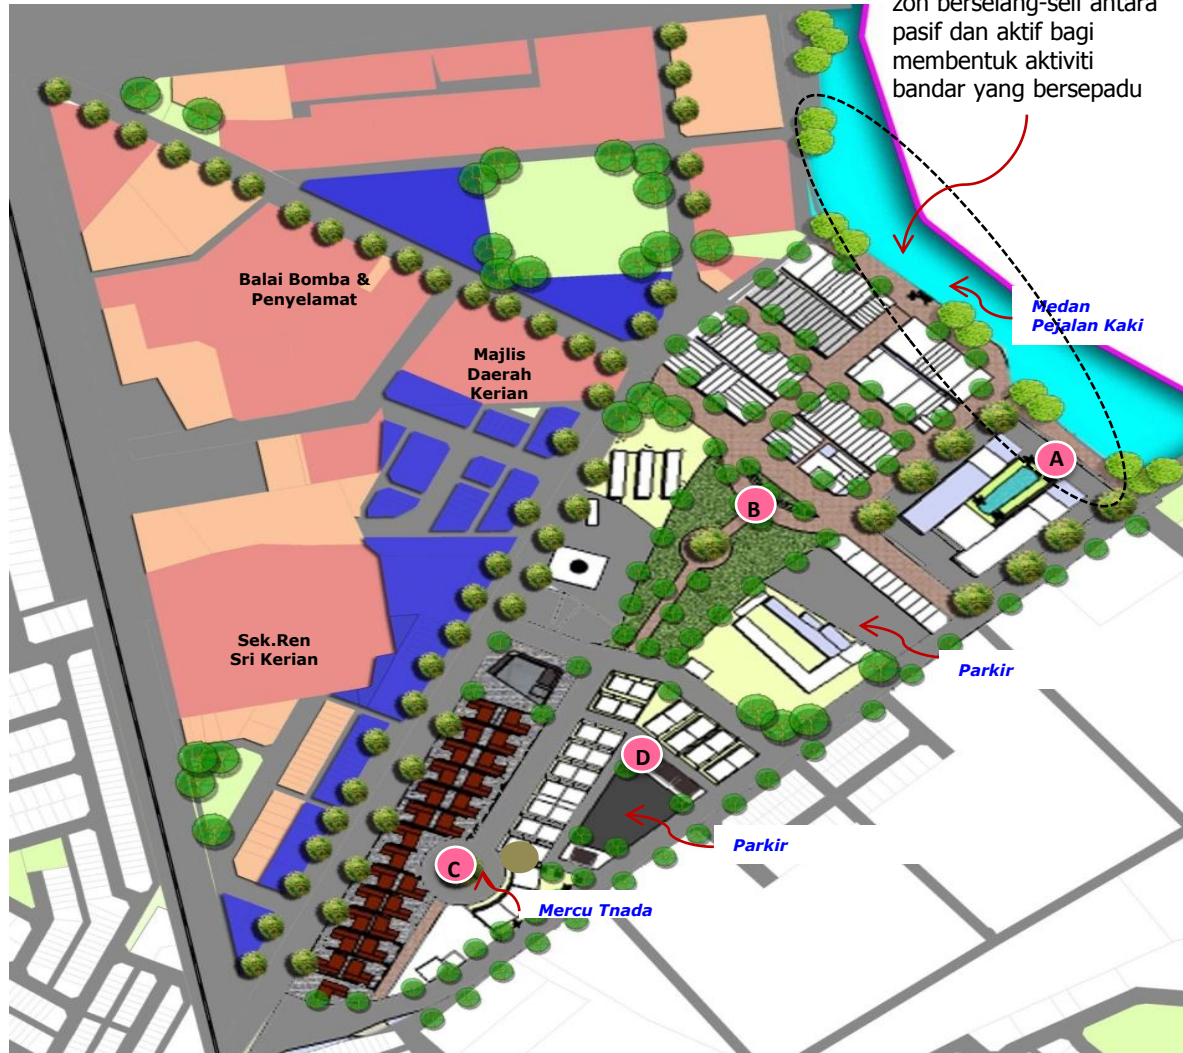 zon berselang-seli antara
pasif dan aktif bagi
membentuk aktiviti
bandar yang bersepadu
Balai Bomba &
Penyelamat
Medan
Pejalan Kaki
Majlis
Daerah
Kerian
A
B
Sek.Ren
Sri Kerian
Parkir
D
Parkir
C
Mercu Tnada